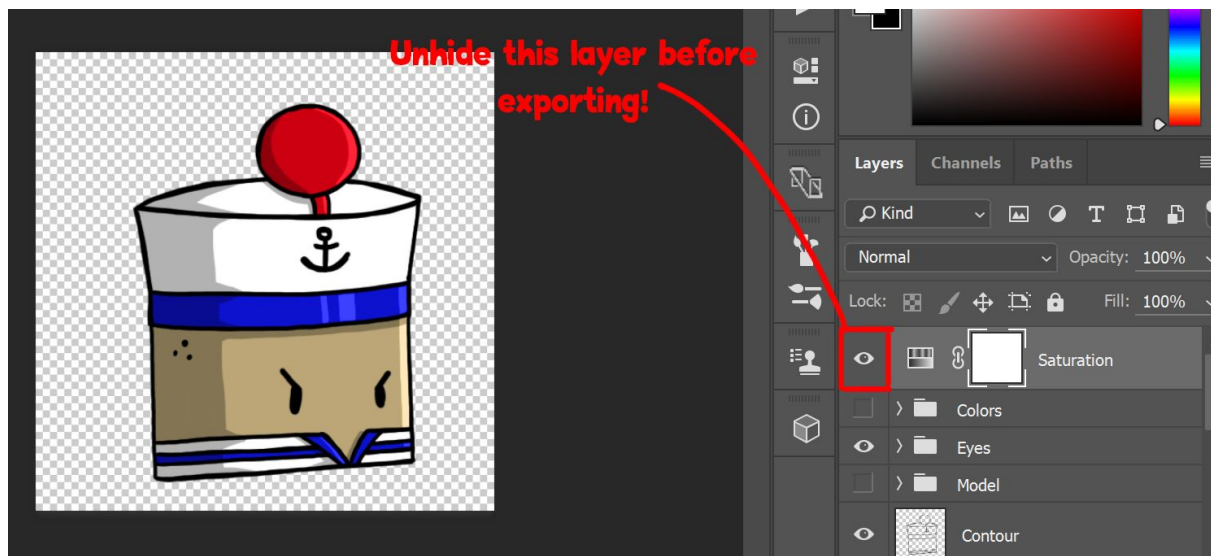 Unhide this layer before
exporting!
Layers Channels Paths
Kind
Normal Opacity: 100%
Lock: Fill: 100%
Saturation
Colors
Eyes
Model
Contour